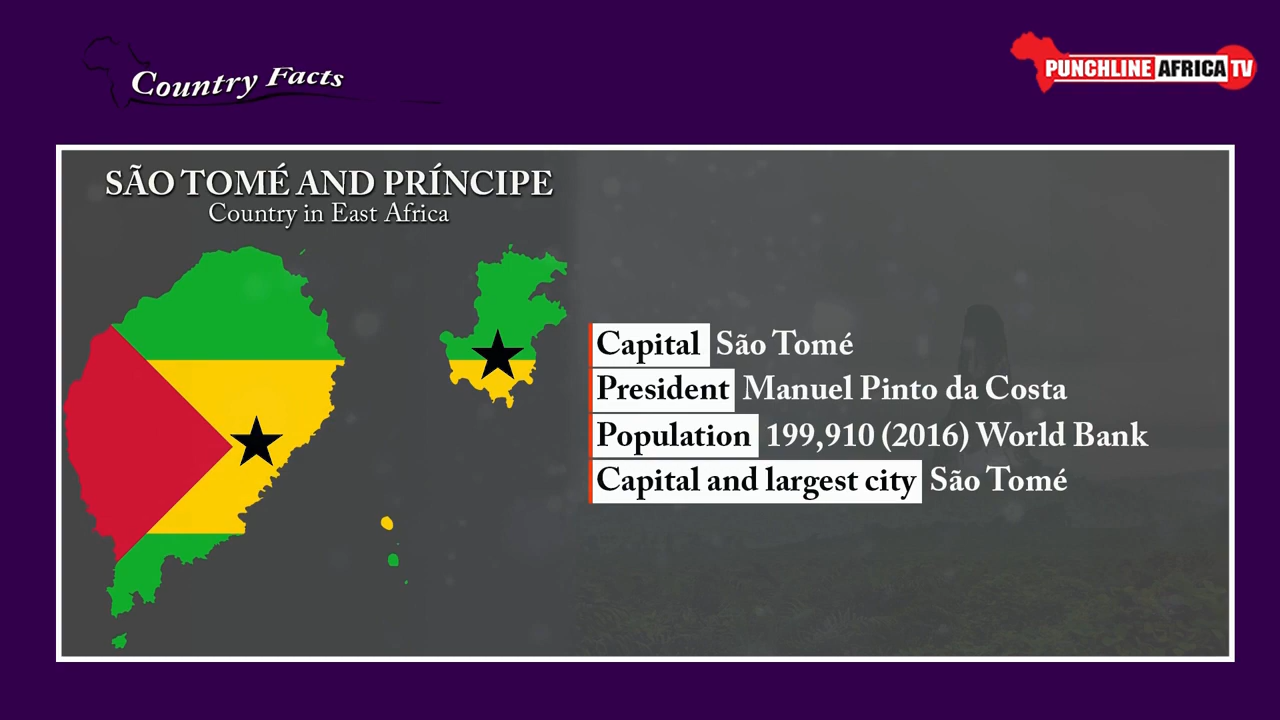 Country Facts
PUNCHLINE AFRICA TV
SÃO TOMÉ AND PRÍNCIPE
Country in East Africa
Capital São Tomé
President Manuel Pinto da Costa
Population 199,910 (2016) World Bank
Capital and largest city São Tomé